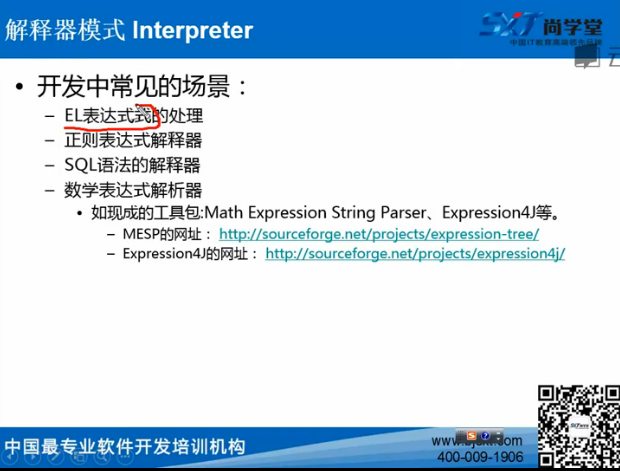 解释器模式 Interpreter
SXT 尚学堂
中国IT教育高端领先品牌
• 开发中常见的场景：
– EL表达式式的处理
– 正则表达式解释器
– SQL语法的解释器
– 数学表达式解析器
• 如现成的工具包:Math Expression String Parser、Expression4J等。
– MESP的网址： http://sourceforge.net/projects/expression-tree/
– Expression4J的网址： http://sourceforge.net/projects/expression4j/
中国最专业软件开发培训机构
400-009-1906